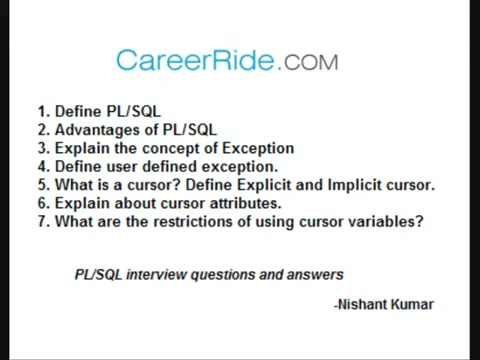 CareerRide.COM
1. Define PL/SQL
2. Advantages of PL/SQL
3. Explain the concept of Exception
4. Define user defined exception.
5. What is a cursor? Define Explicit and Implicit cursor.
6. Explain about cursor attributes.
7. What are the restrictions of using cursor variables?
PL/SQL interview questions and answers
-Nishant Kumar